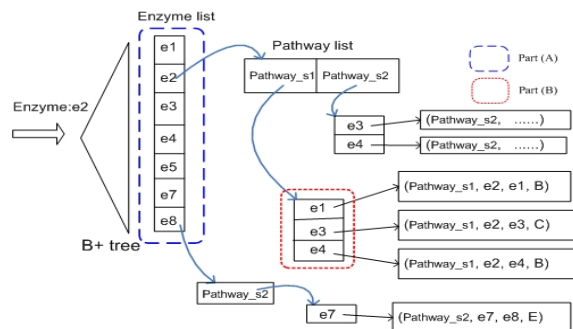 Enzyme list
Pathway list
Part (A)
Part (B)
Enzyme:e2
B+ tree
e1
e2
e3
e4
e5
e7
e8
Pathway_s1 Pathway_s2
e3
e4
(Pathway_s2, ......)
(Pathway_s2, ......)
e1
e3
e4
(Pathway_s1, e2, e1, B)
(Pathway_s1, e2, e3, C)
(Pathway_s1, e2, e4, B)
Pathway_s2
e7
(Pathway_s2, e7, e8, E)